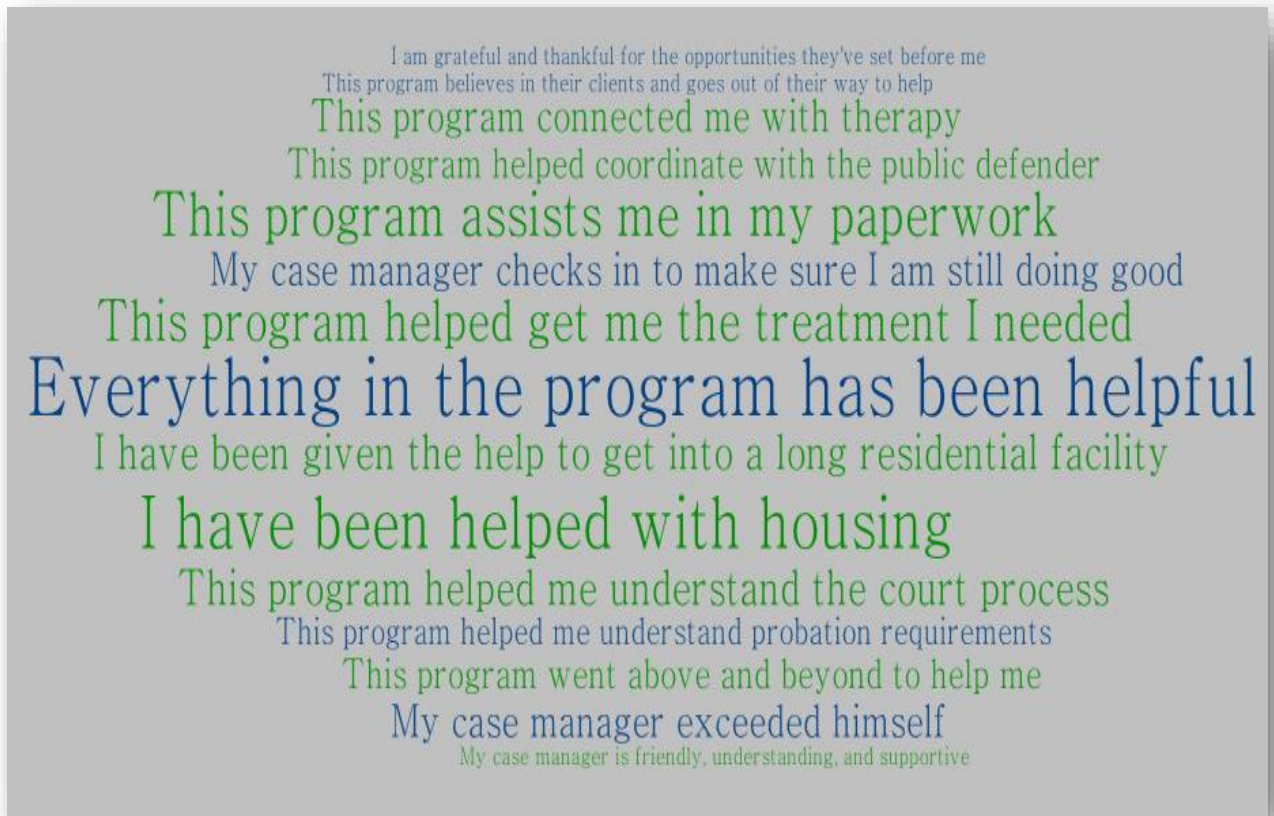 I am grateful and thankful for the opportunities they've set before me
This program believes in their clients and goes out of their way to help
This program connected me with therapy
This program helped coordinate with the public defender
This program assists me in my paperwork
My case manager checks in to make sure I am still doing good
This program helped get me the treatment I needed
Everything in the program has been helpful
I have been given the help to get into a long residential facility
I have been helped with housing
This program helped me understand the court process
This program helped me understand probation requirements
This program went above and beyond to help me
My case manager exceeded himself
My case manager is friendly, understanding, and supportive